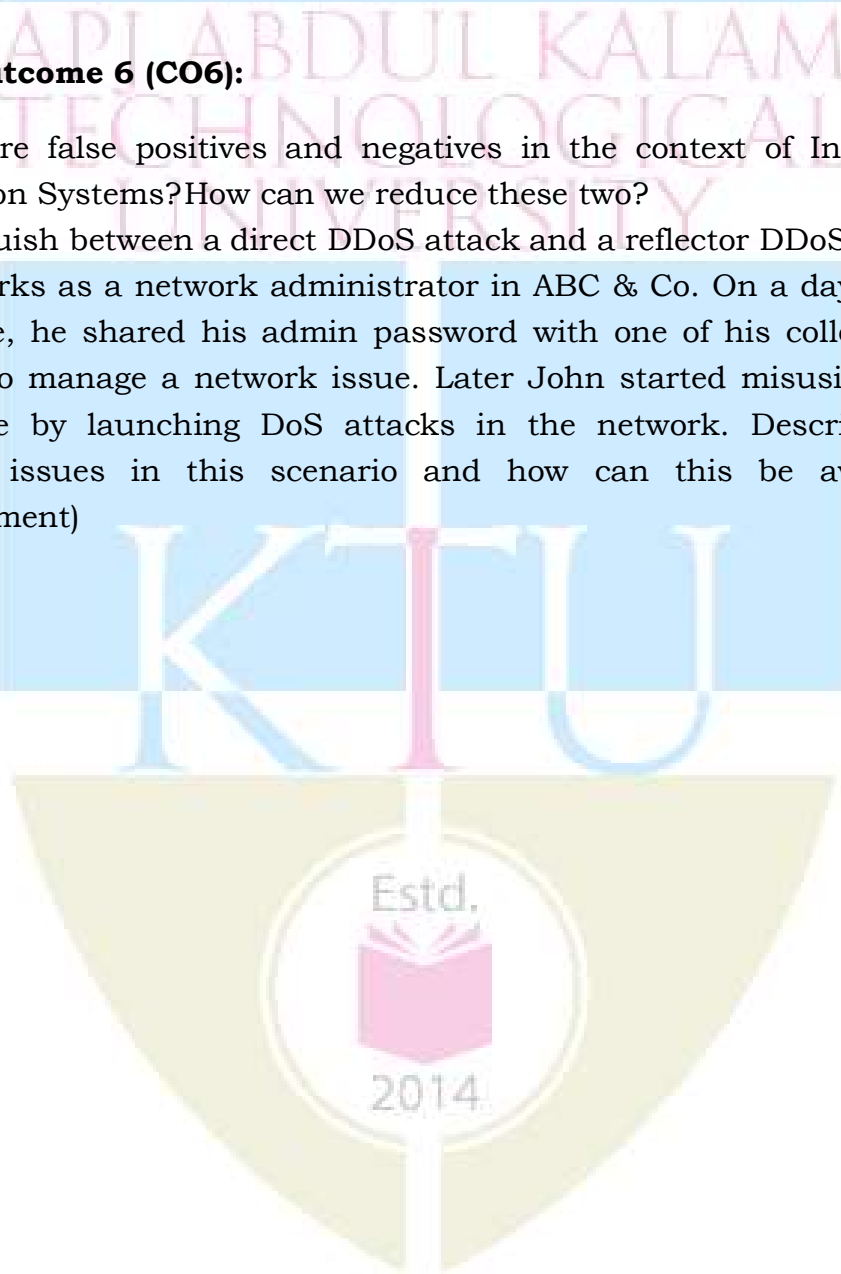 API ABDUL KALAM
TECHNOLOGICAL
UNIVERSITY
utcome 6 (CO6):
re false positives and negatives in the context of In
on Systems?How can we reduce these two?
uish between a direct DDoS attack and a reflector DDoS
rks as a network administrator in ABC & Co. On a day
e, he shared his admin password with one of his colle
o manage a network issue. Later John started misusi
e by launching DoS attacks in the network. Descri
issues in this scenario and how can this be av
ment)
KTU
Estd.
2014